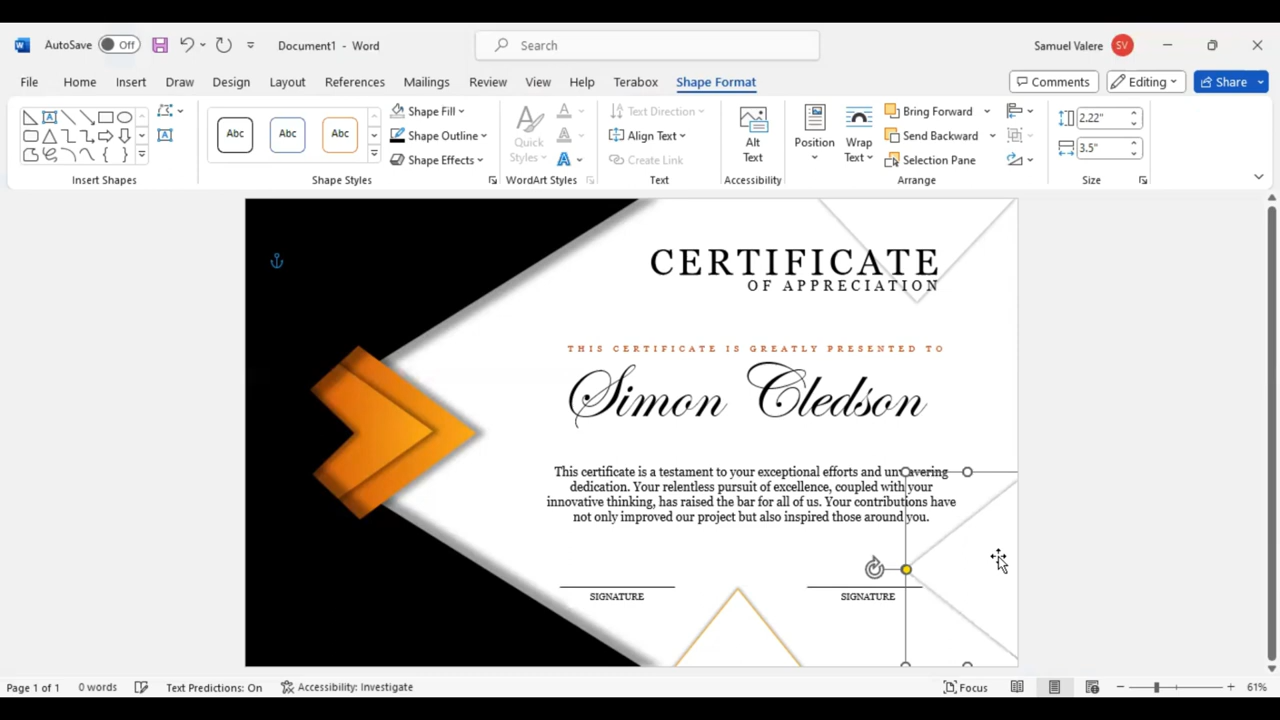 AutoSave Off Document1 - Word Search Samuel Valere SV
File Home Insert Draw Design Layout References Mailings Review View Help Terabox Shape Format Comments Editing Share
Abc Abc Abc
Shape Fill
Shape Outline
Shape Effects
Quick Styles
Text Direction
Align Text
Create Link
Alt Text
Position
Wrap Text
Bring Forward
Send Backward
Selection Pane
2.22"
3.5"
Insert Shapes Shape Styles WordArt Styles Text Accessibility Arrange Size
CERTIFICATE
OF APPRECIATION
THIS CERTIFICATE IS GREATLY PRESENTED TO
Simon Cledson
This certificate is a testament to your exceptional efforts and unwavering
dedication. Your relentless pursuit of excellence, coupled with your
innovative thinking, has raised the bar for all of us. Your contributions have
not only improved our project but also inspired those around you.
SIGNATURE SIGNATURE
Page 1 of 1 0 words Text Predictions: On Accessibility: Investigate Focus 61%